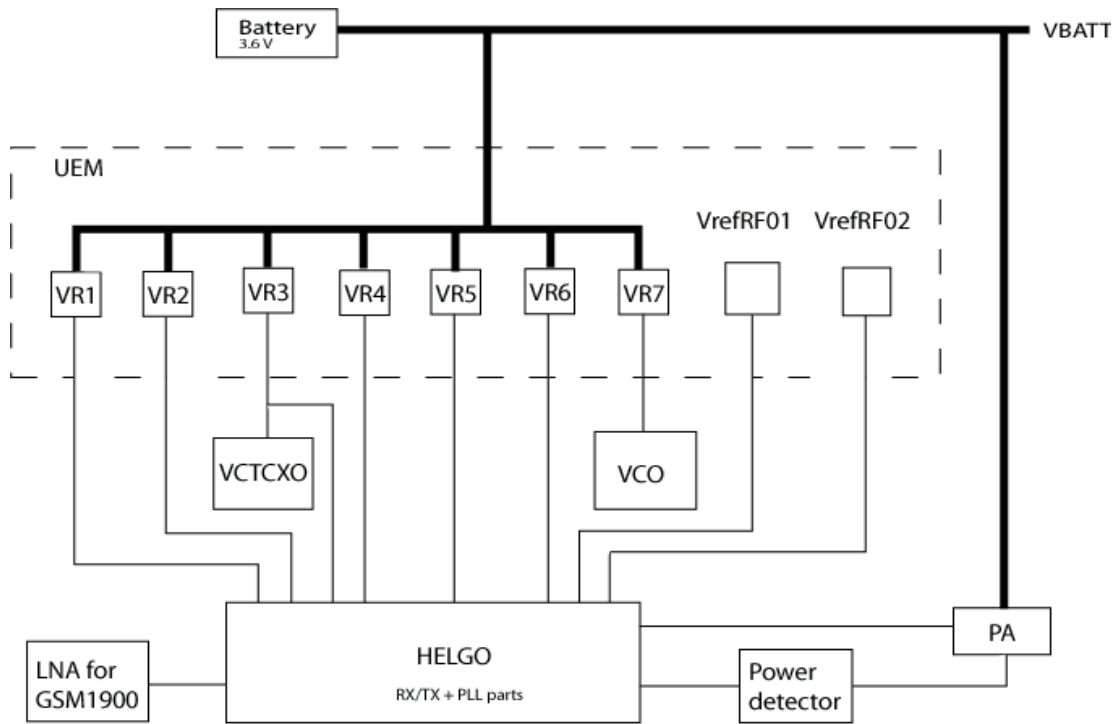 Battery
3.6 V
VBATT
UEM
VrefRF01
VrefRF02
VR1
VR2
VR3
VR4
VR5
VR6
VR7
VCTCXO
VCO
PA
LNA for
GSM1900
HELGO
RX/TX + PLL parts
Power
detector